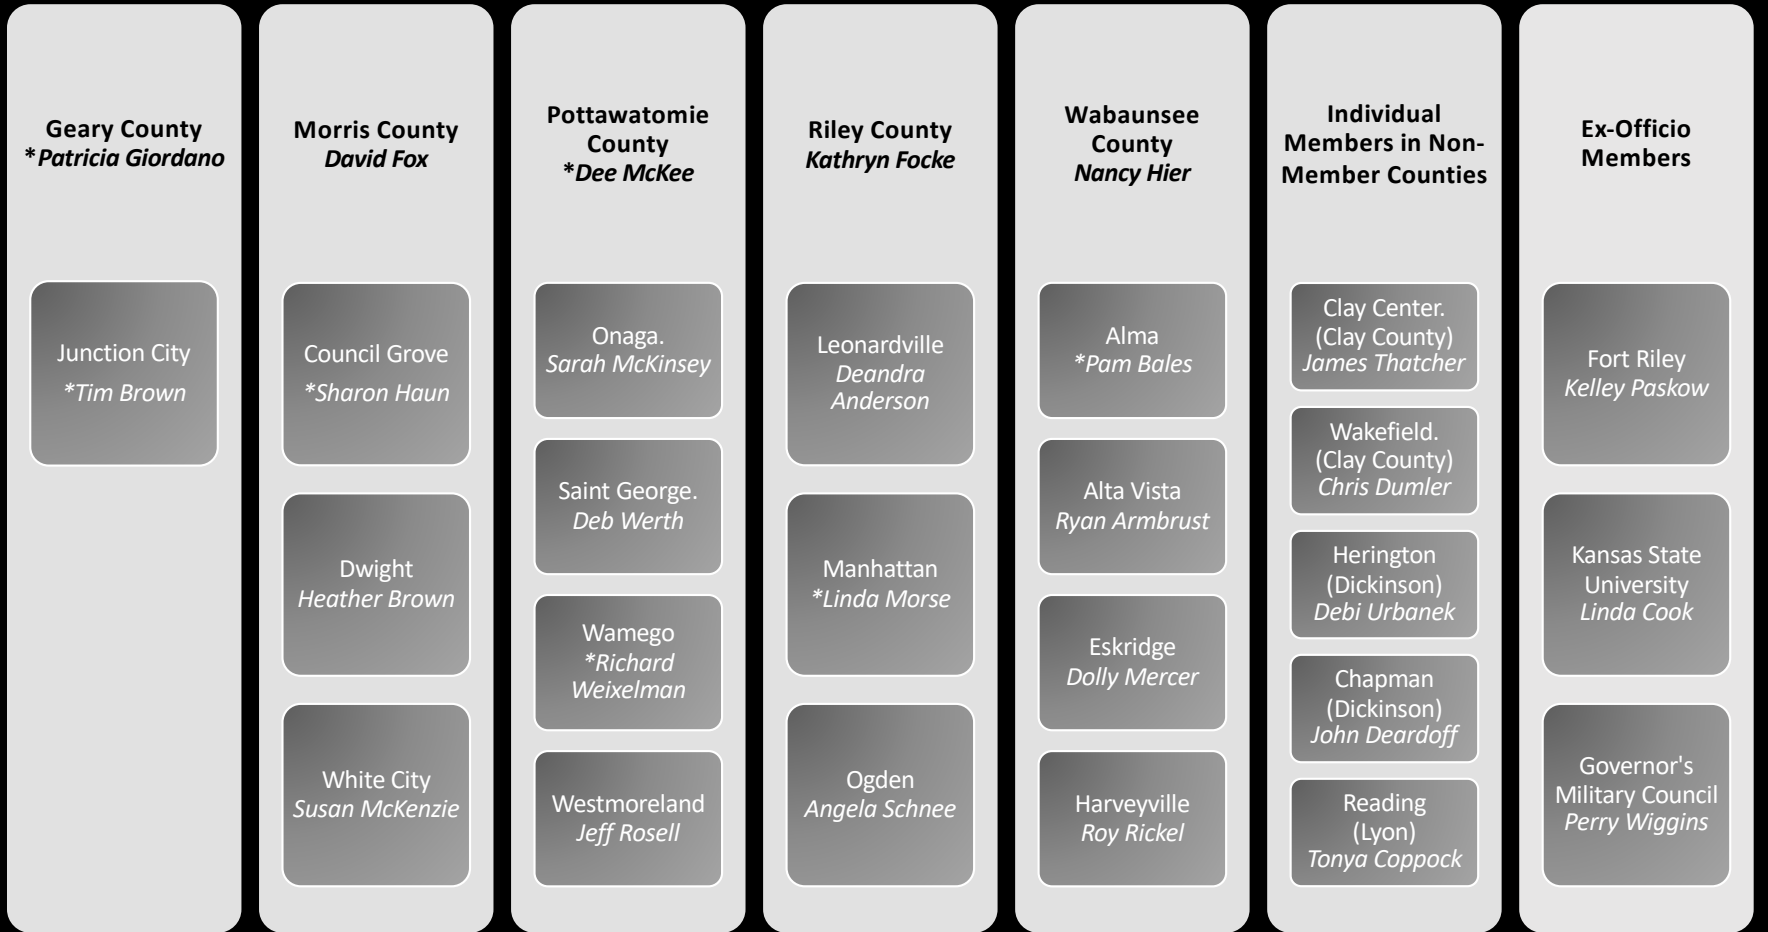 Geary County
*Patricia Giordano
Junction City
*Tim Brown
Morris County
David Fox
Council Grove
*Sharon Haun
Dwight
Heather Brown
White City
Susan McKenzie
Pottawatomie
County
*Dee McKee
Onaga.
Sarah McKinsey
Saint George.
Deb Werth
Wamego
*Richard
Weixelman
Westmoreland
Jeff Rosell
Riley County
Kathryn Focke
Leonardville
Deandra
Anderson
Manhattan
*Linda Morse
Ogden
Angela Schnee
Wabaunsee
County
Nancy Hier
Alma
*Pam Bales
Alta Vista
Ryan Armbrust
Eskridge
Dolly Mercer
Harveyville
Roy Rickel
Individual
Members in Non-
Member Counties
Clay Center.
(Clay County)
James Thatcher
Wakefield.
(Clay County)
Chris Dumler
Herington
(Dickinson)
Debi Urbanek
Chapman
(Dickinson)
John Deardoff
Reading
(Lyon)
Tonya Coppock
Ex-Officio
Members
Fort Riley
Kelley Paskow
Kansas State
University
Linda Cook
Governor's
Military Council
Perry Wiggins